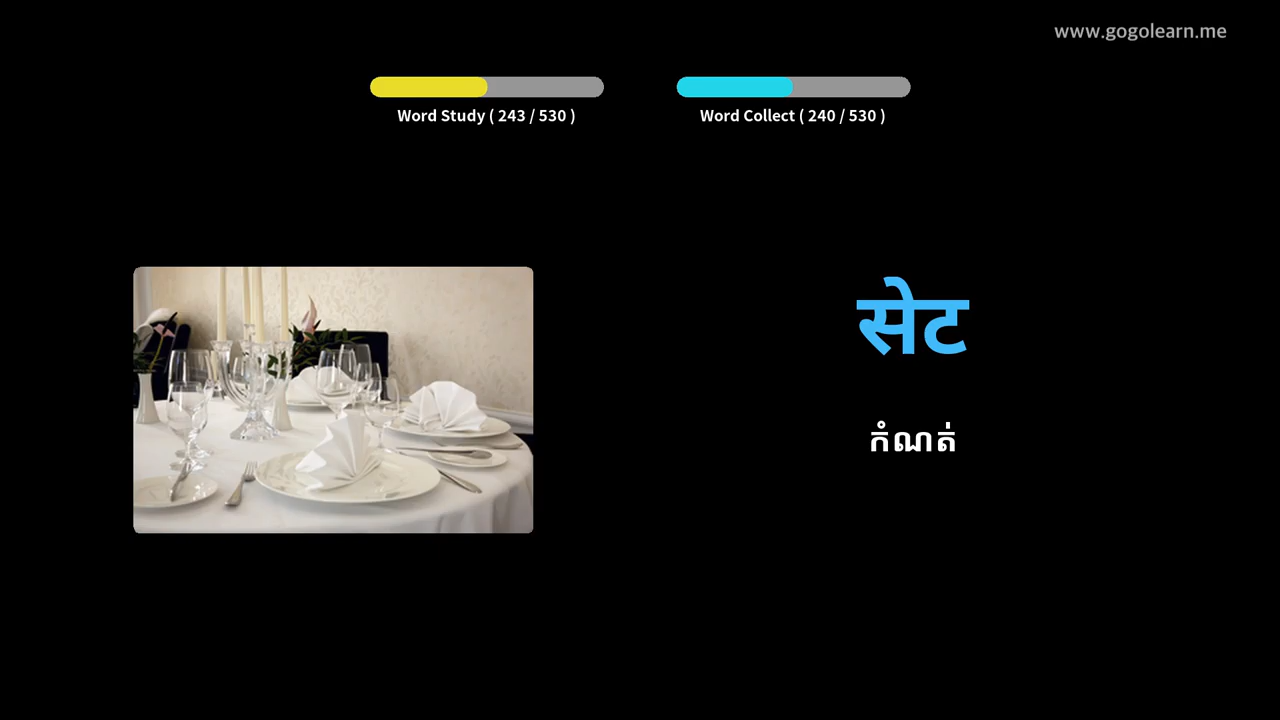 www.gogolearn.me
Word Study ( 243 / 530 )
Word Collect ( 240 / 530 )
सेट
កំណត់